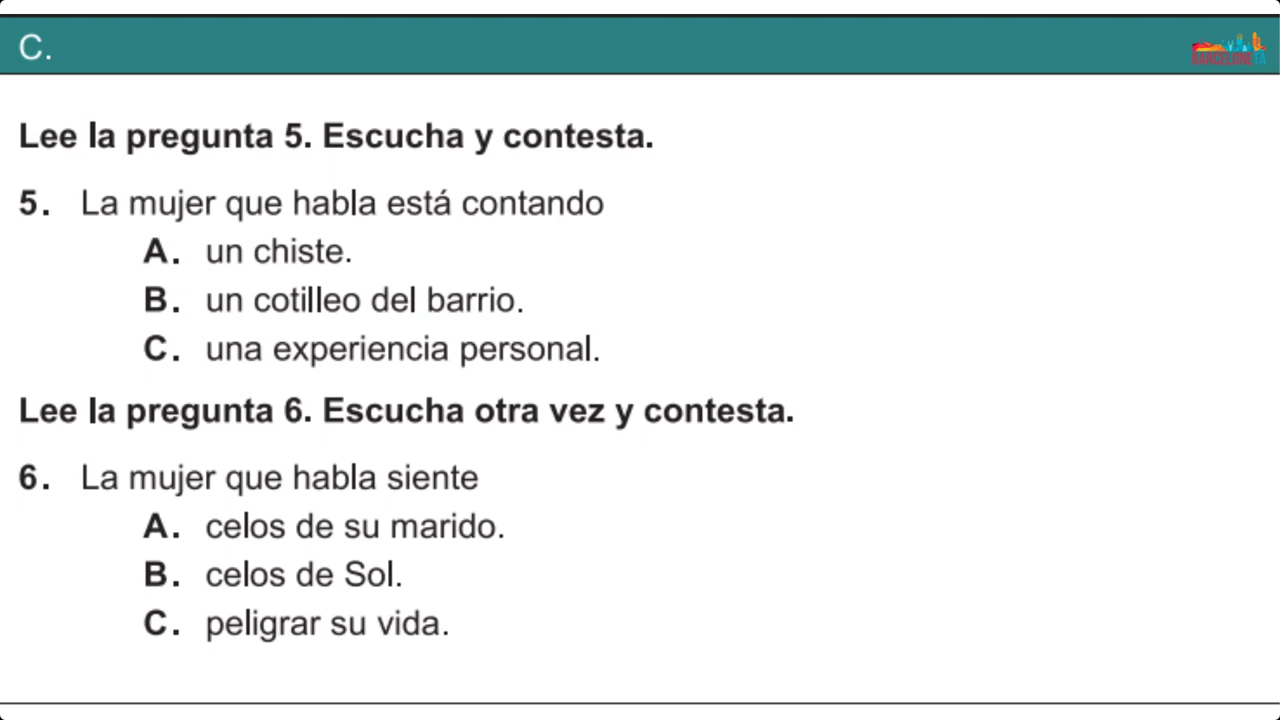 C.
BARCELONETA
Lee la pregunta 5. Escucha y contesta.
5. La mujer que habla está contando
A. un chiste.
B. un cotilleo del barrio.
C. una experiencia personal.
Lee la pregunta 6. Escucha otra vez y contesta.
6. La mujer que habla siente
A. celos de su marido.
B. celos de Sol.
C. peligrar su vida.